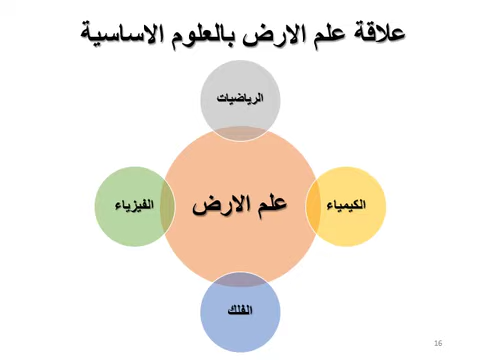 علاقة علم الارض بالعلوم الاساسية
الرياضيات
الكيمياء
علم الارض
الفيزياء
الفلك
16